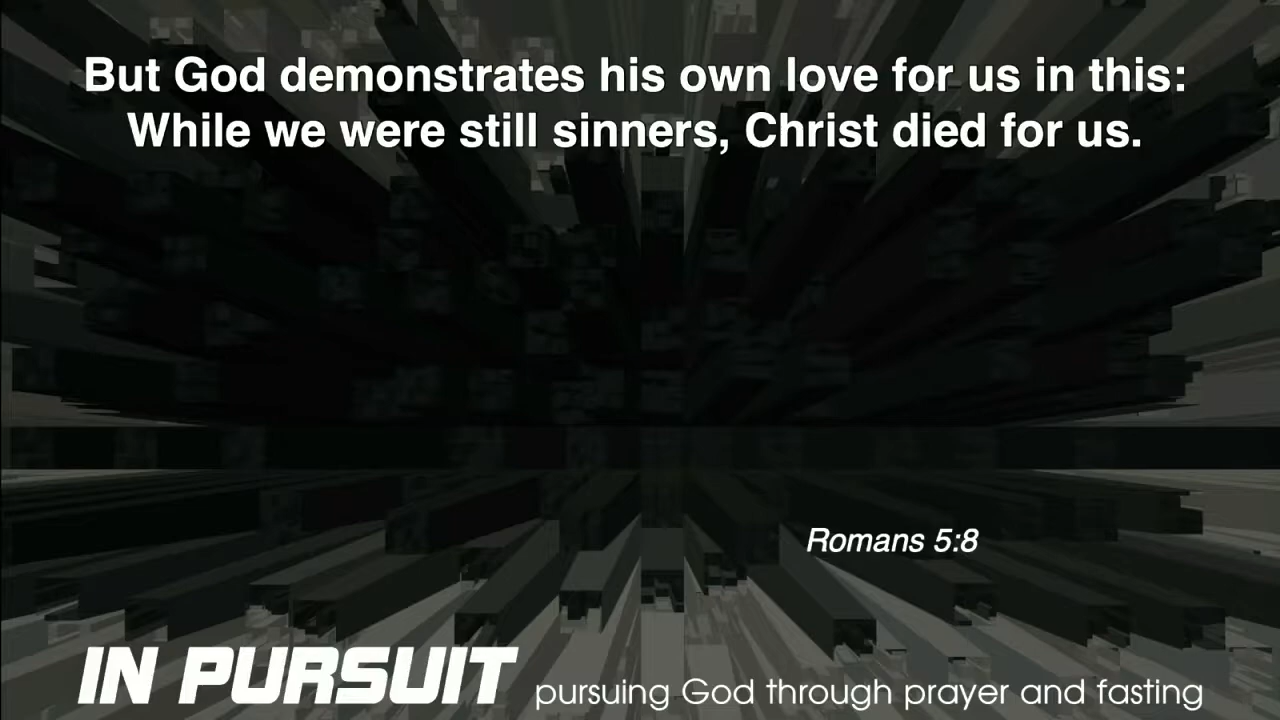 But God demonstrates his own love for us in this:
While we were still sinners, Christ died for us.
Romans 5:8
IN PURSUIT pursuing God through prayer and fasting